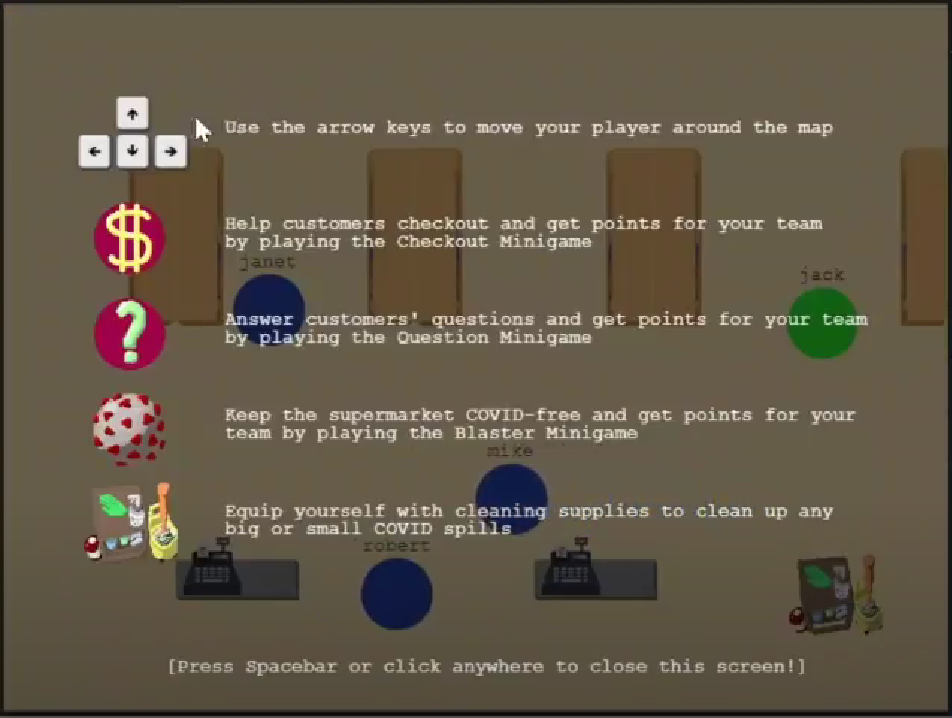 Use the arrow keys to move your player around the map
Help customers checkout and get points for your team
by playing the Checkout Minigame
janet
jack
Answer customers' questions and get points for your team
by playing the Question Minigame
Keep the supermarket COVID-free and get points for your
team by playing the Blaster Minigame
mike
Equip yourself with cleaning supplies to clean up any
big or small COVID spills
robert
[Press Spacebar or click anywhere to close this screen!]